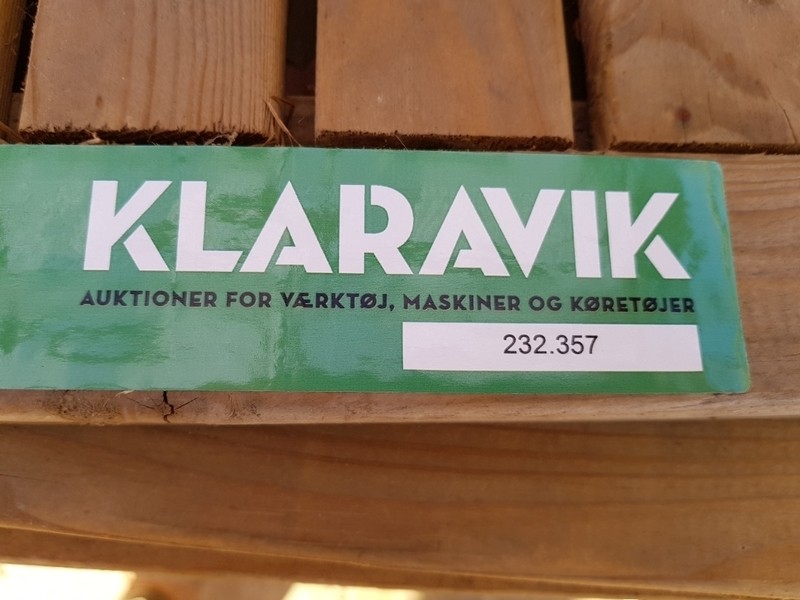 KLARAVIK
AUKTIONER FOR VÆRKTØJ, MASKINER OG KØRETØJER
232.357